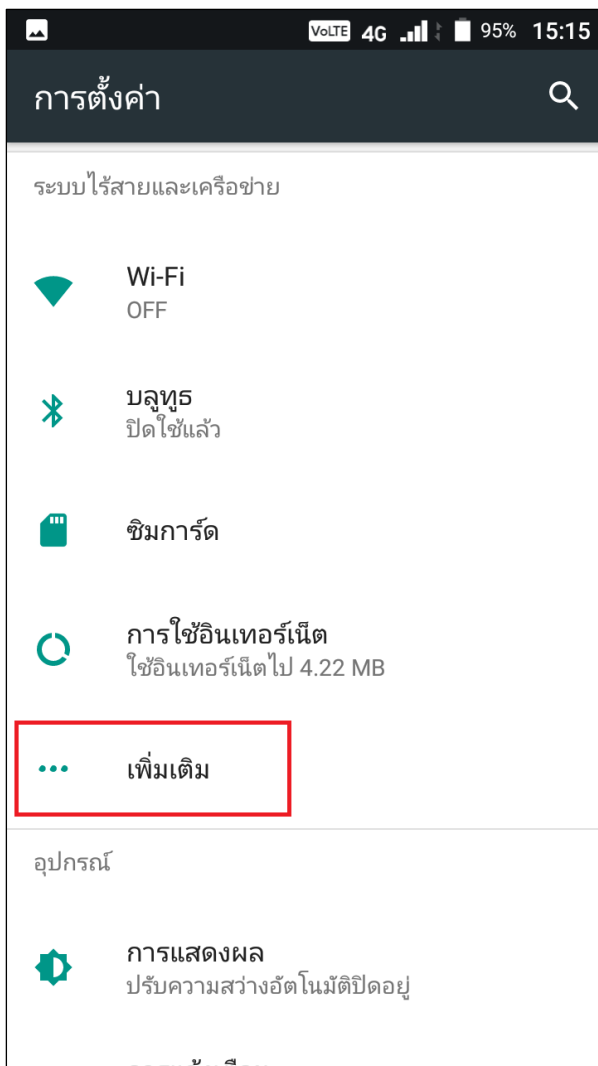 VoLTE 4G 95% 15:15
การตั้งค่า
ระบบไร้สายและเครือข่าย
Wi-Fi
OFF
บลูทูธ
ปิดใช้แล้ว
ซิมการ์ด
การใช้อินเทอร์เน็ต
ใช้อินเทอร์เน็ตไป 4.22 MB
เพิ่มเติม
อุปกรณ์
การแสดงผล
ปรับความสว่างอัตโนมัติปิดอยู่